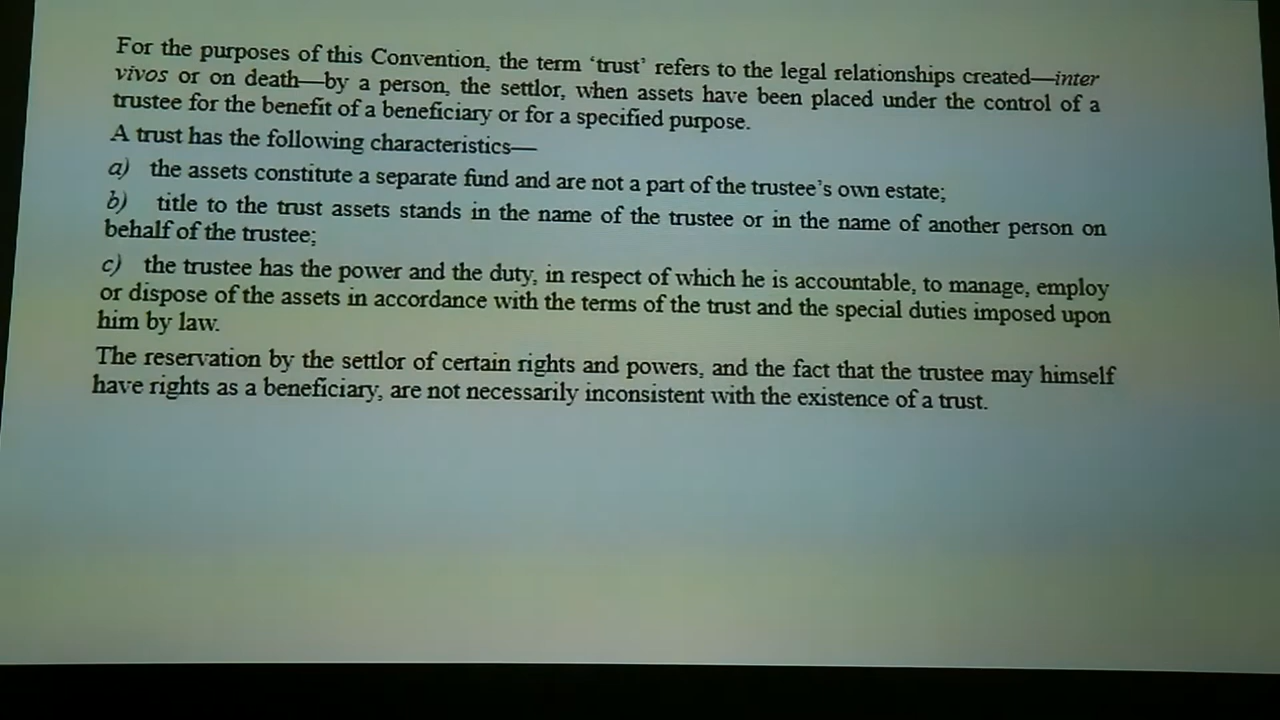 For the purposes of this Convention, the term ‘trust’ refers to the legal relationships created—inter
vivos or on death—by a person, the settlor, when assets have been placed under the control of a
trustee for the benefit of a beneficiary or for a specified purpose.
A trust has the following characteristics—
a) the assets constitute a separate fund and are not a part of the trustee’s own estate;
b) title to the trust assets stands in the name of the trustee or in the name of another person on
behalf of the trustee;
c) the trustee has the power and the duty, in respect of which he is accountable, to manage, employ
or dispose of the assets in accordance with the terms of the trust and the special duties imposed upon
him by law.
The reservation by the settlor of certain rights and powers, and the fact that the trustee may himself
have rights as a beneficiary, are not necessarily inconsistent with the existence of a trust.